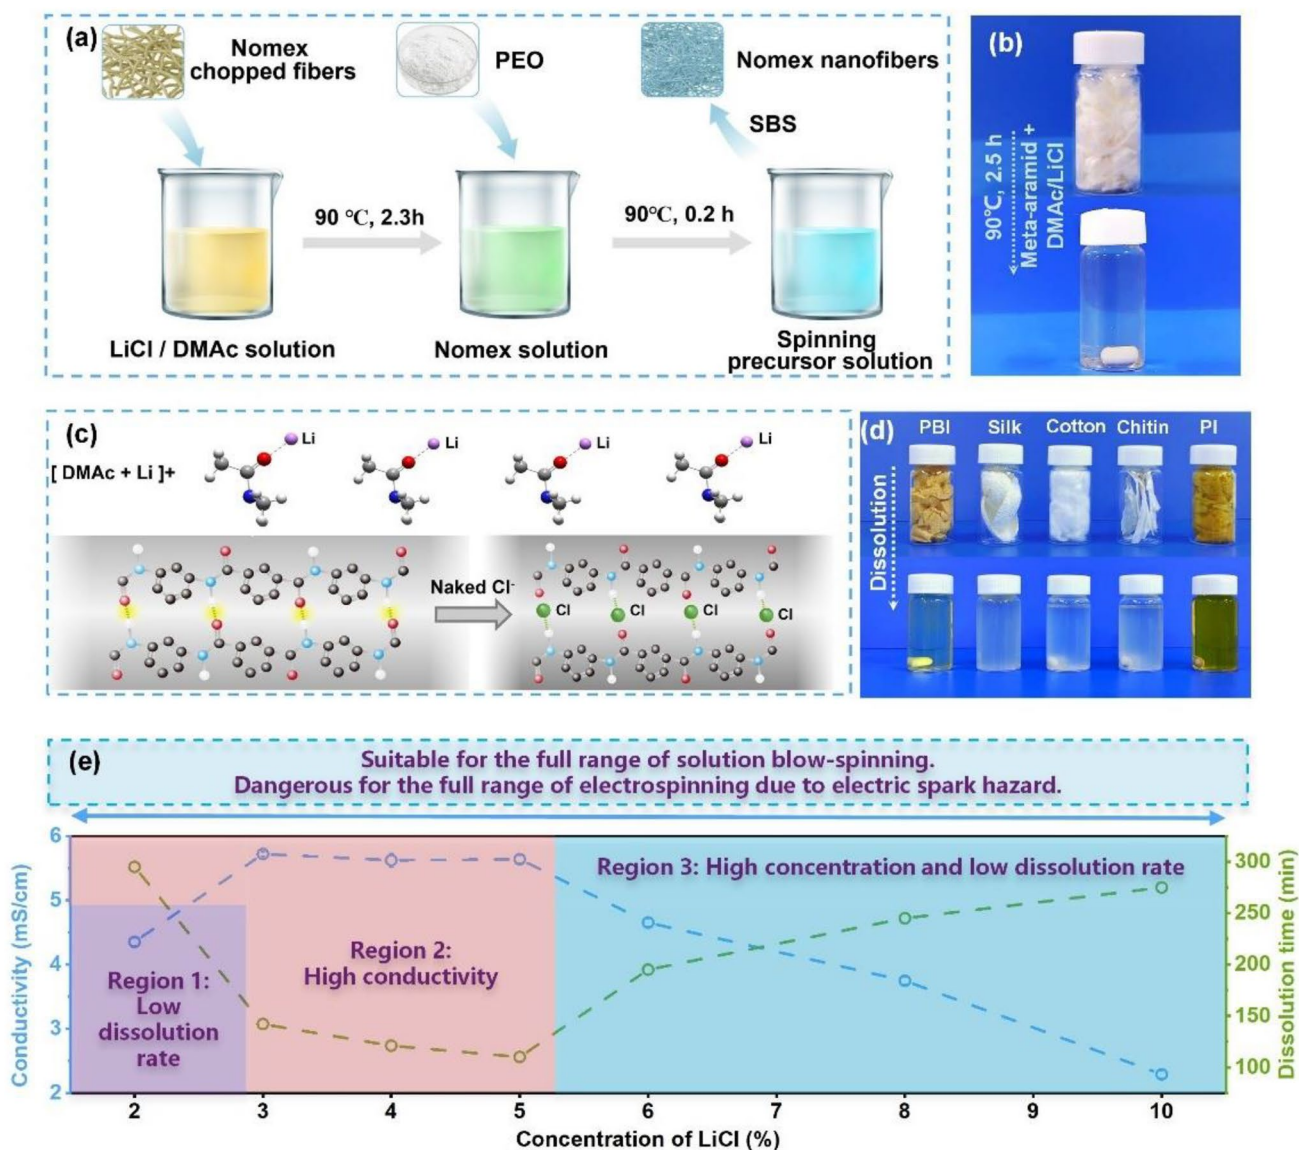 (a)
Nomex
chopped fibers
PEO
Nomex nanofibers
SBS
90 °C, 2.3h
90°C, 0.2 h
LiCl / DMAc solution
Nomex solution
Spinning
precursor solution
(b)
90°C, 2.5 h
Meta-aramid +
DMAc/LiCl
(c)
[ DMAc + Li ]+
Li
Li
Li
Li
Naked Cl-
Cl
Cl
Cl
Cl
(d)
PBI
Silk
Cotton
Chitin
PI
Dissolution
(e)
Suitable for the full range of solution blow-spinning.
Dangerous for the full range of electrospinning due to electric spark hazard.
Conductivity (mS/cm)
6
5
4
3
2
Region 1:
Low
dissolution
rate
Region 2:
High conductivity
Region 3: High concentration and low dissolution rate
300
250
200
150
100
Dissolution time (min)
2
3
4
5
6
7
8
9
10
Concentration of LiCl (%)